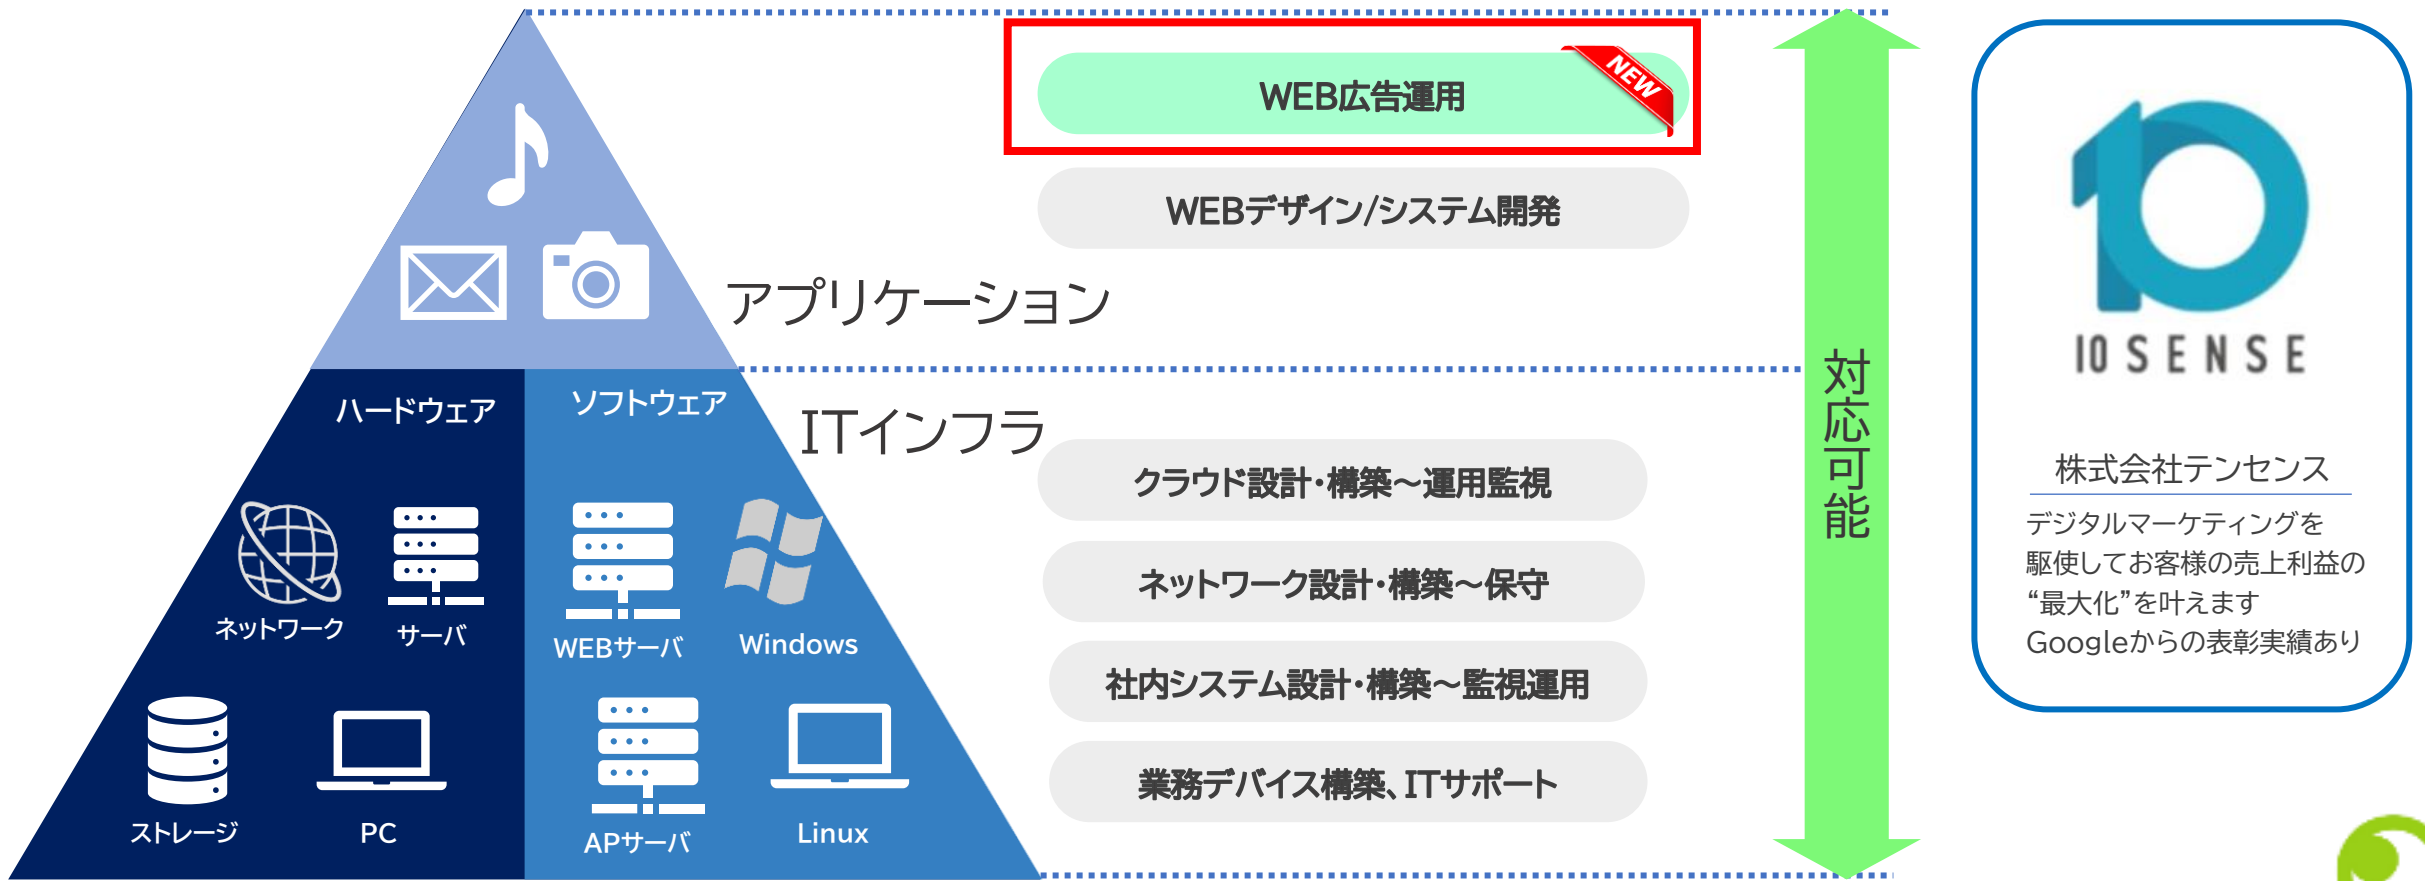 WEB広告運用
NEW
WEBデザイン/システム開発
アプリケーション
ハードウェア
ソフトウェア
ITインフラ
ネットワーク
サーバ
WEBサーバ
Windows
ストレージ
PC
APサーバ
Linux
クラウド設計・構築～運用監視
ネットワーク設計・構築～保守
社内システム設計・構築～監視運用
業務デバイス構築、ITサポート
対応可能
10
10 SENSE
株式会社テンセンス
デジタルマーケティングを
駆使してお客様の売上利益の
“最大化”を叶えます
Googleからの表彰実績あり